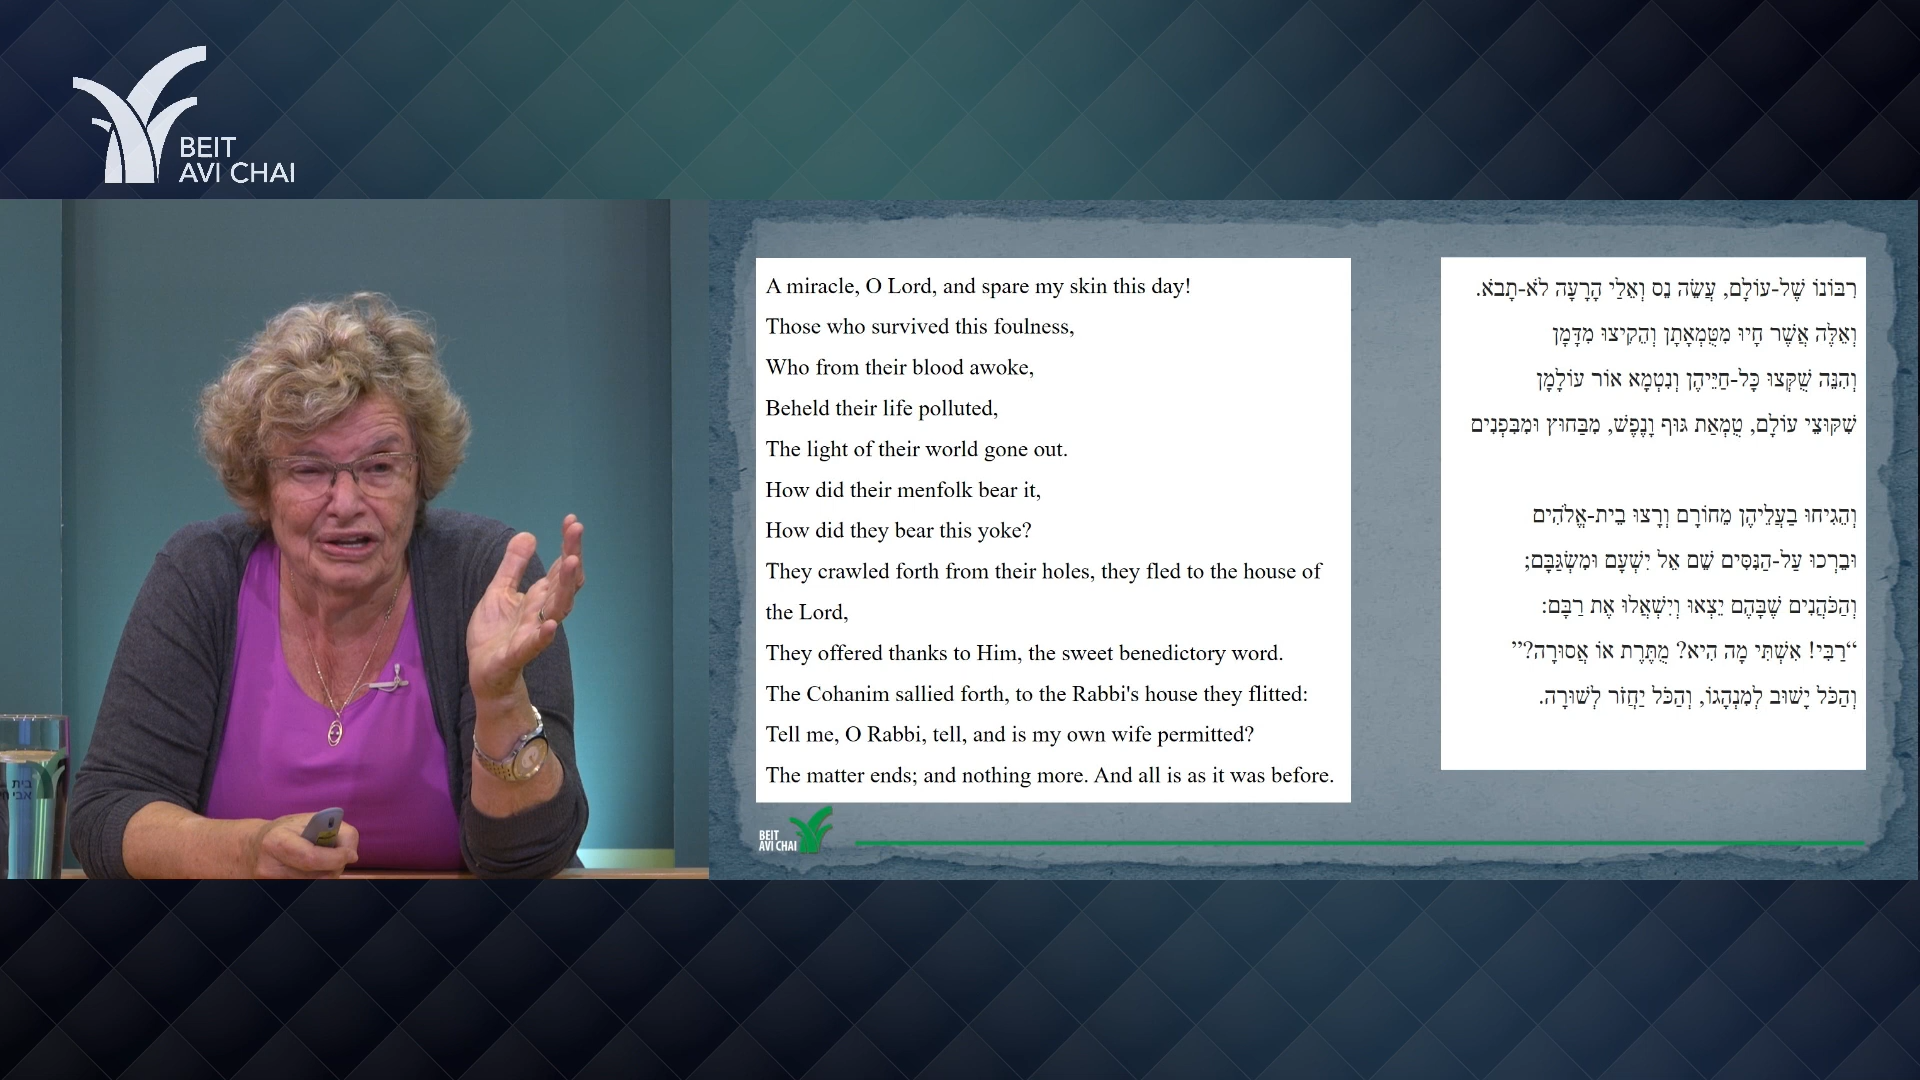 BEIT
AVI CHAI
A miracle, O Lord, and spare my skin this day!
Those who survived this foulness,
Who from their blood awoke,
Beheld their life polluted,
The light of their world gone out.
How did their menfolk bear it,
How did they bear this yoke?
They crawled forth from their holes, they fled to the house of
the Lord,
They offered thanks to Him, the sweet benedictory word.
The Cohanim sallied forth, to the Rabbi's house they flitted:
Tell me, O Rabbi, tell, and is my own wife permitted?
The matter ends; and nothing more. And all is as it was before.
רִבּוֹנוֹ שֶׁל-עוֹלָם, עֲשֵׂה נֵס וְאֵלַי הָרָעָה לֹא-תָבֹא.
וְאֵלֶּה אֲשֶׁר חָיוּ מִטֻּמְאָתָן וְהֵקִיצוּ מִדָּמָן
וְהִנֵּה שֻׁקְּצוּ כָּל-חַיֵּיהֶן וְנִטְמָא אוֹר עוֹלָמָן
שִׁקּוּצֵי עוֹלָם, טֻמְאַת גּוּף וָנֶפֶשׁ, מִבַּחוּץ וּמִבִּפְנִים
וְהֵגִיחוּ בַעֲלֵיהֶן מֵחוֹרָם וְרָצוּ בֵית-אֱלֹהִים
וּבֵרְכוּ עַל-הַנִּסִּים שֵׁם אֵל יִשְׁעָם וּמִשְׂגַּבָּם;
וְהַכֹּהֲנִים שֶׁבָּהֶם יֵצְאוּ וְיִשְׁאֲלוּ אֶת רַבָּם:
“רַבִּי! אִשְׁתִּי מָה הִיא? מֻתֶּרֶת אוֹ אֲסוּרָה?”
וְהַכֹּל יָשׁוּב לְמִנְהָגוֹ, וְהַכֹּל יַחֲזֹר לְשׁוּרָה.
BEIT
AVI CHAI
בית
אבי